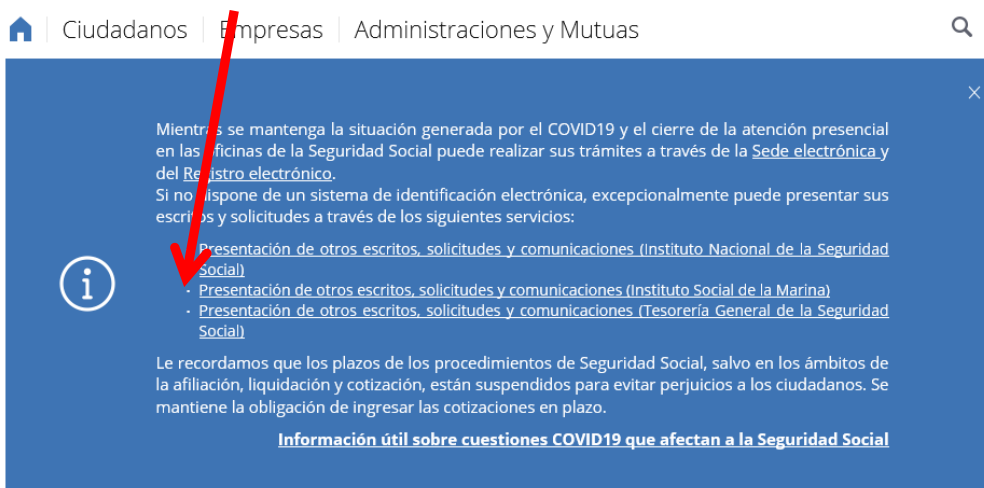 Ciudadanos Empresas Administraciones y Mutuas
Mientras se mantenga la situación generada por el COVID19 y el cierre de la atención presencial
en las oficinas de la Seguridad Social puede realizar sus trámites a través de la Sede electrónica y
del Registro electrónico.
Si no dispone de un sistema de identificación electrónica, excepcionalmente puede presentar sus
escritos y solicitudes a través de los siguientes servicios:
Presentación de otros escritos, solicitudes y comunicaciones (Instituto Nacional de la Seguridad
Social)
· Presentación de otros escritos, solicitudes y comunicaciones (Instituto Social de la Marina)
· Presentación de otros escritos, solicitudes y comunicaciones (Tesorería General de la Seguridad
Social)
Le recordamos que los plazos de los procedimientos de Seguridad Social, salvo en los ámbitos de
la afiliación, liquidación y cotización, están suspendidos para evitar perjuicios a los ciudadanos. Se
mantiene la obligación de ingresar las cotizaciones en plazo.
Información útil sobre cuestiones COVID19 que afectan a la Seguridad Social